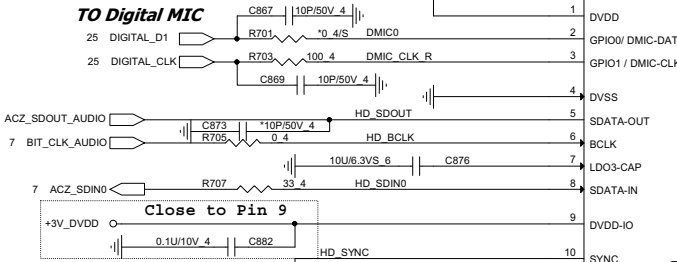 TO Digital MIC
C867 10P/50V_4
1 DVDD
25 DIGITAL_D1 R701 *0_4/S DMIC0 2 GPIO0/ DMIC-DAT
25 DIGITAL_CLK R703 100_4 DMIC_CLK_R 3 GPIO1 / DMIC-CLK
C869 10P/50V_4
4 DVSS
ACZ_SDOUT_AUDIO HD_SDOUT 5 SDATA-OUT
C873 *10P/50V_4
7 BIT_CLK_AUDIO R705 0_4 HD_BCLK 6 BCLK
10U/6.3VS_6 C876 7 LDO3-CAP
7 ACZ_SDIN0 R707 33_4 HD_SDIN0 8 SDATA-IN
Close to Pin 9
+3V_DVDD 9 DVDD-IO
0.1U/10V_4 C882
HD_SYNC 10 SYNC